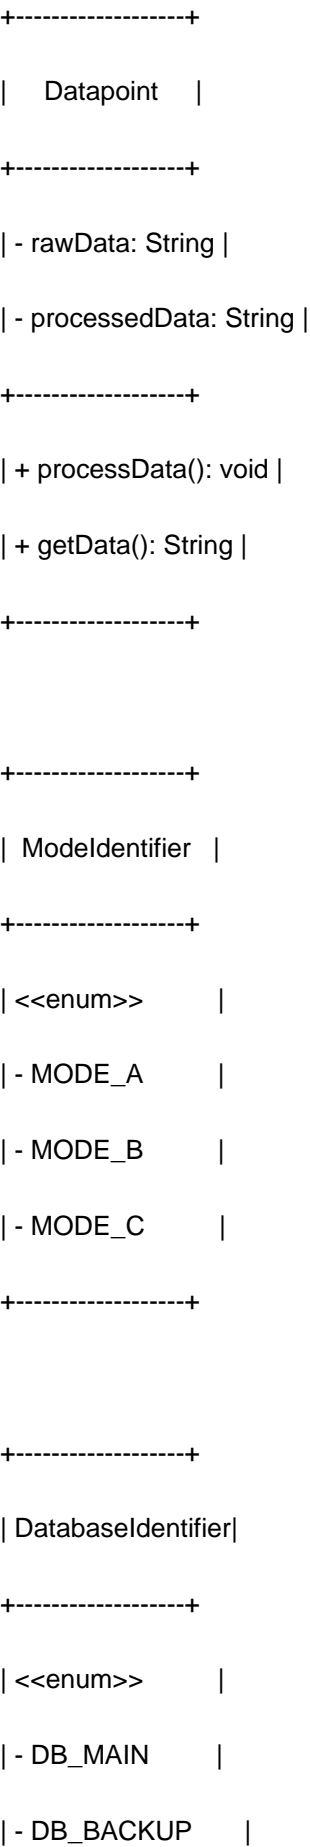 +-------------------+
|     Datapoint     |
+-------------------+
| - rawData: String |
| - processedData: String |
+-------------------+
| + processData(): void |
| + getData(): String |
+-------------------+
+-------------------+
|  ModeIdentifier   |
+-------------------+
| <<enum>>          |
| - MODE_A          |
| - MODE_B          |
| - MODE_C          |
+-------------------+
+-------------------+
| DatabaseIdentifier|
+-------------------+
| <<enum>>          |
| - DB_MAIN         |
| - DB_BACKUP       |